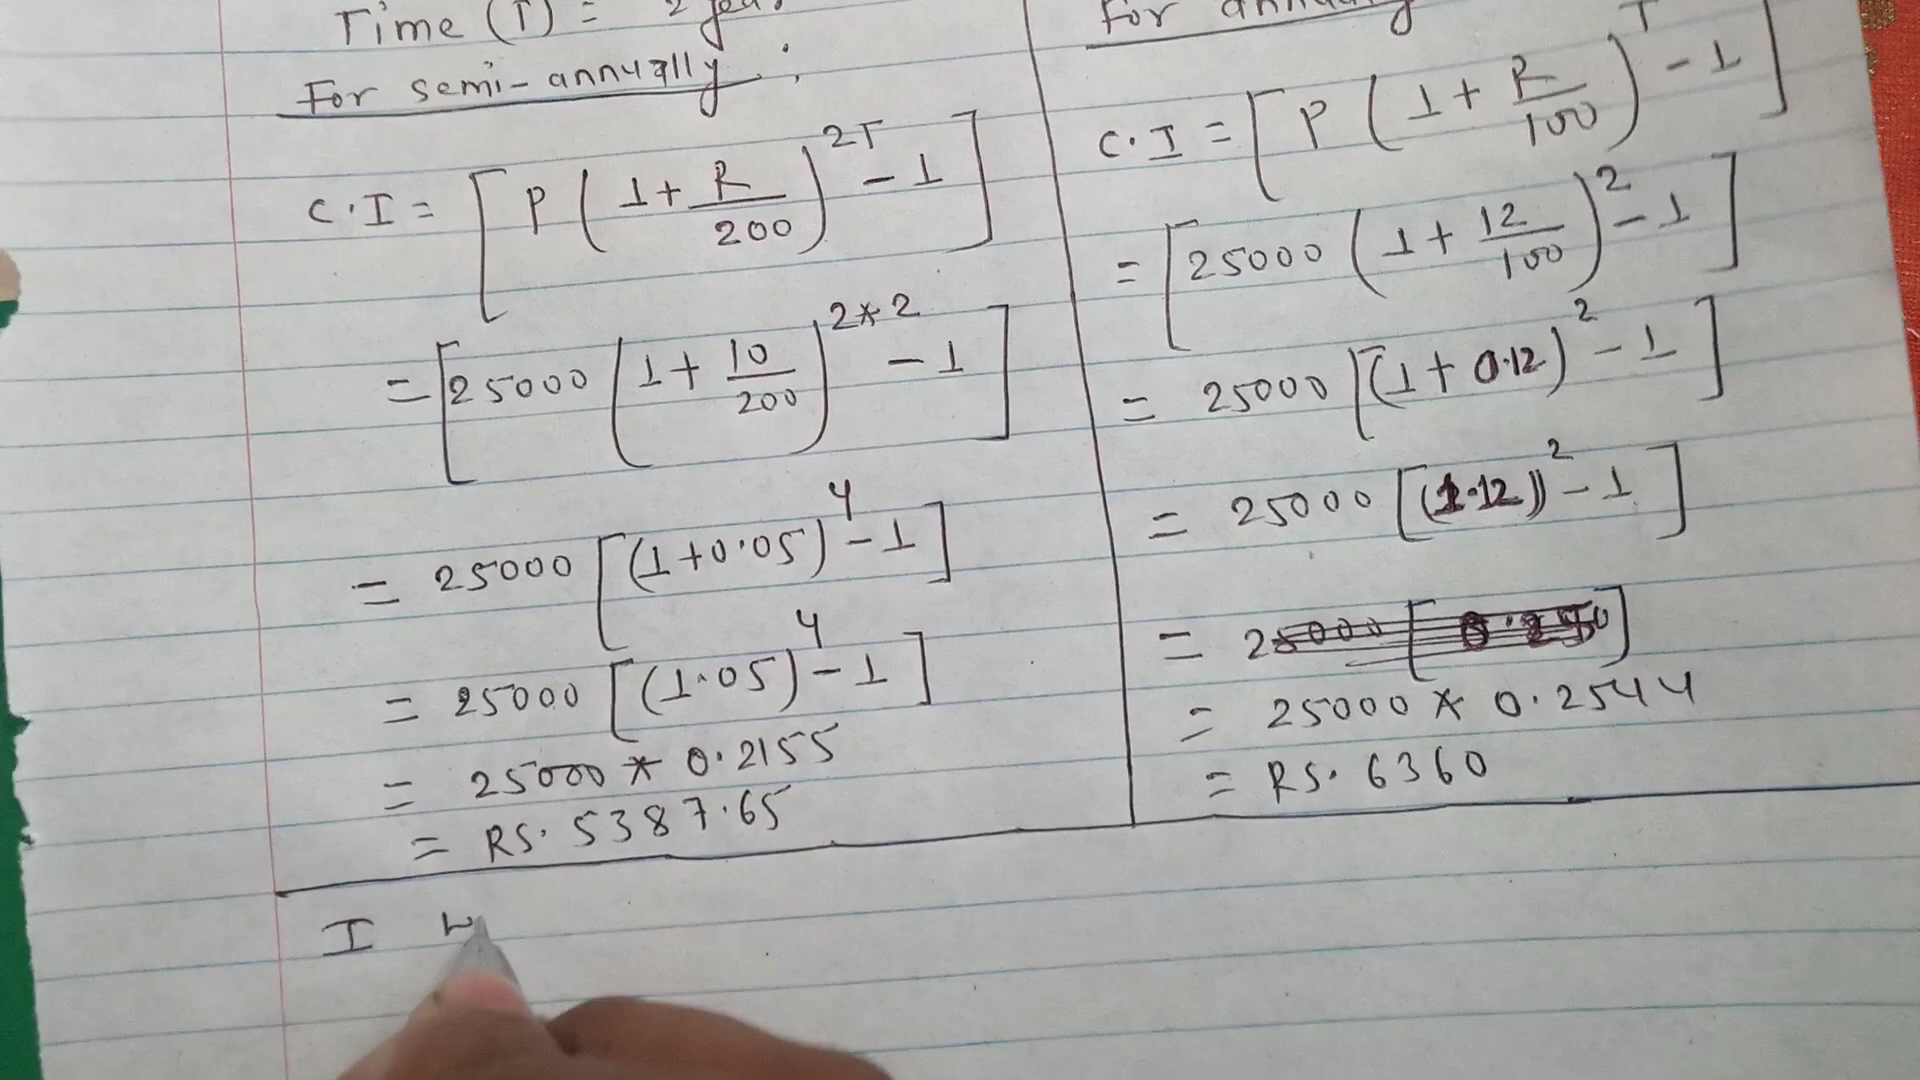 Time (T) = 2
For semi-annually :
C.I = [P(1+R/200)^2T -1]
= [25000(1+10/200)^2*2 -1]
= 25000[(1+0.05)^4 -1]
= 25000[(1.05)^4 -1]
= 25000 * 0.2155
= RS. 5387.65
For annually
C.I = [P(1+R/100)^T -1]
= [25000(1+12/100)^2 -1]
= 25000[(1+0.12)^2 -1]
= 25000[(1.12))^2 -1]
= 25000 * 0.2544
= RS. 6360
I